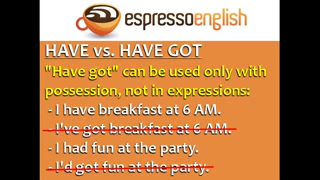 espressoenglish
HAVE vs. HAVE GOT
"Have got" can be used only with
possession, not in expressions:
- I have breakfast at 6 AM.
- I've got breakfast at 6 AM.
- I had fun at the party.
- I'd got fun at the party.